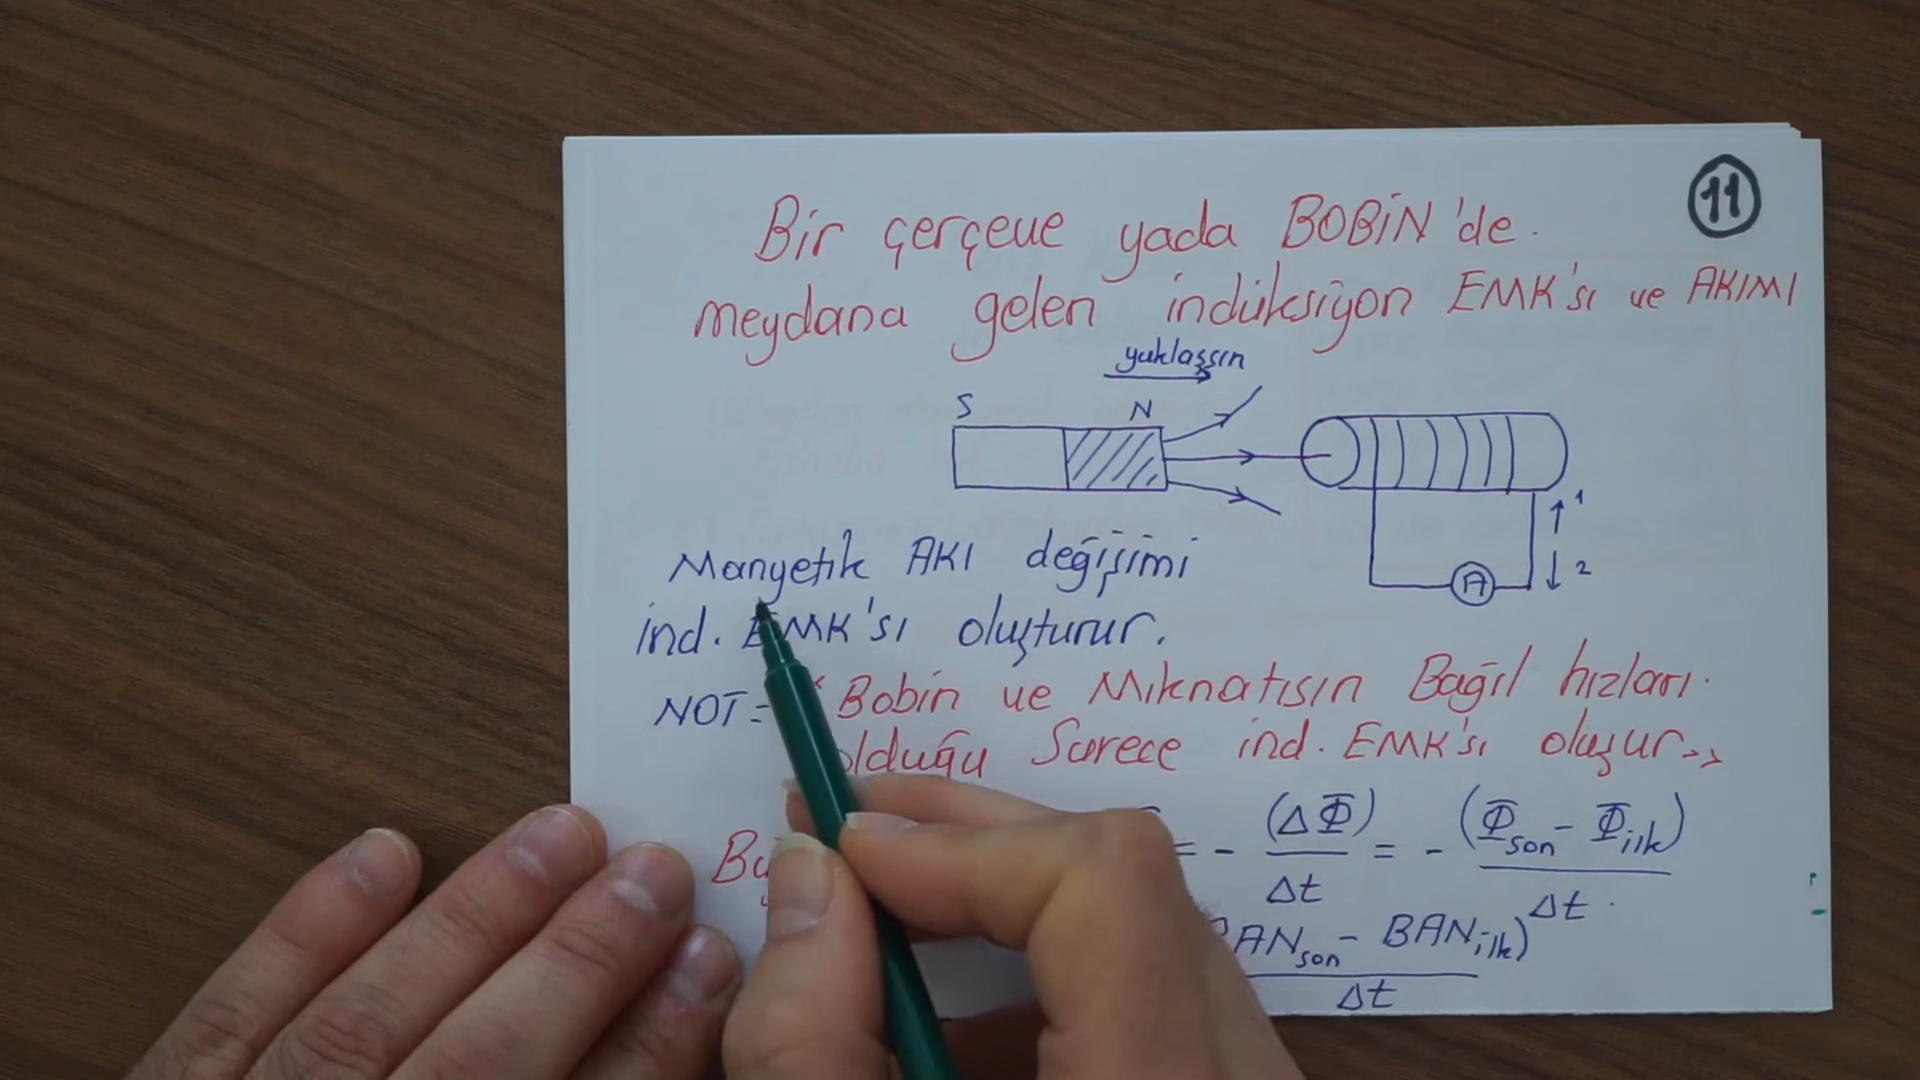 11
Bir çerçeve yada BOBİN'de.
meydana gelen indüksiyon EMK'sı ve AKIMI
yaklaşsın
S N
1
2
A
Manyetik AKI değişimi
ind. EMK'sı oluşturur.
NOT= Bobin ve Mıknatısın Bağıl hızları.
olduğu Sürece ind. EMK'sı oluşur>>
= - (ΔΦ) / Δt = - (Φson - Φilk) / Δt
ANson - BANilk)
Δt